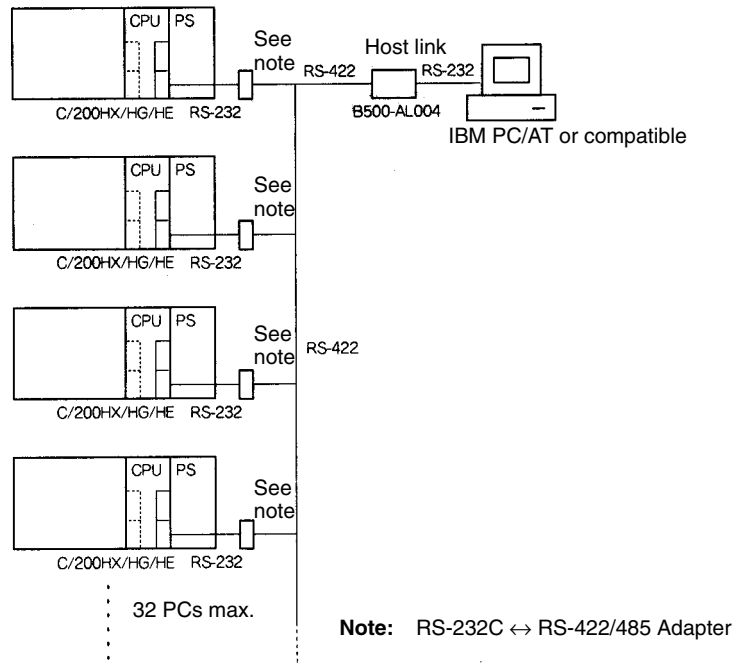 CPU PS
See note
RS-422
Host link
RS-232
B500-AL004
C/200HX/HG/HE RS-232
IBM PC/AT or compatible
CPU PS
See note
C/200HX/HG/HE RS-232
CPU PS
See note
RS-422
C/200HX/HG/HE RS-232
CPU PS
See note
C/200HX/HG/HE RS-232
32 PCs max.
Note: RS-232C ↔ RS-422/485 Adapter